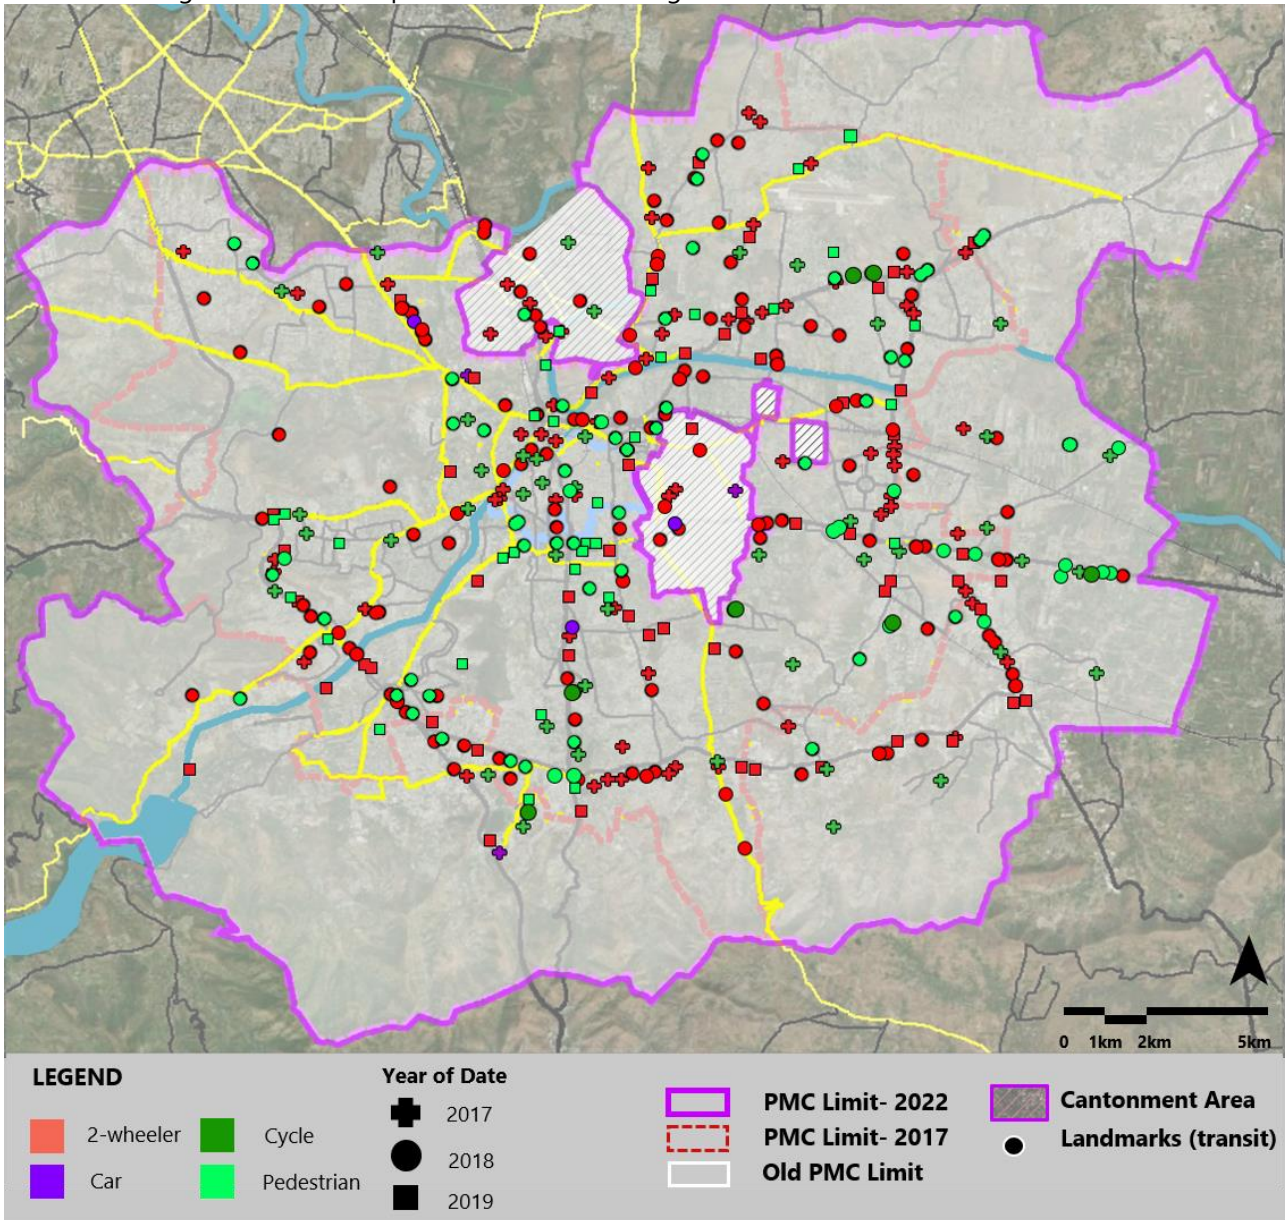 0 1km 2km 5km
LEGEND
2-wheeler
Cycle
Car
Pedestrian
Year of Date
2017
2018
2019
PMC Limit- 2022
PMC Limit- 2017
Old PMC Limit
Cantonment Area
Landmarks (transit)